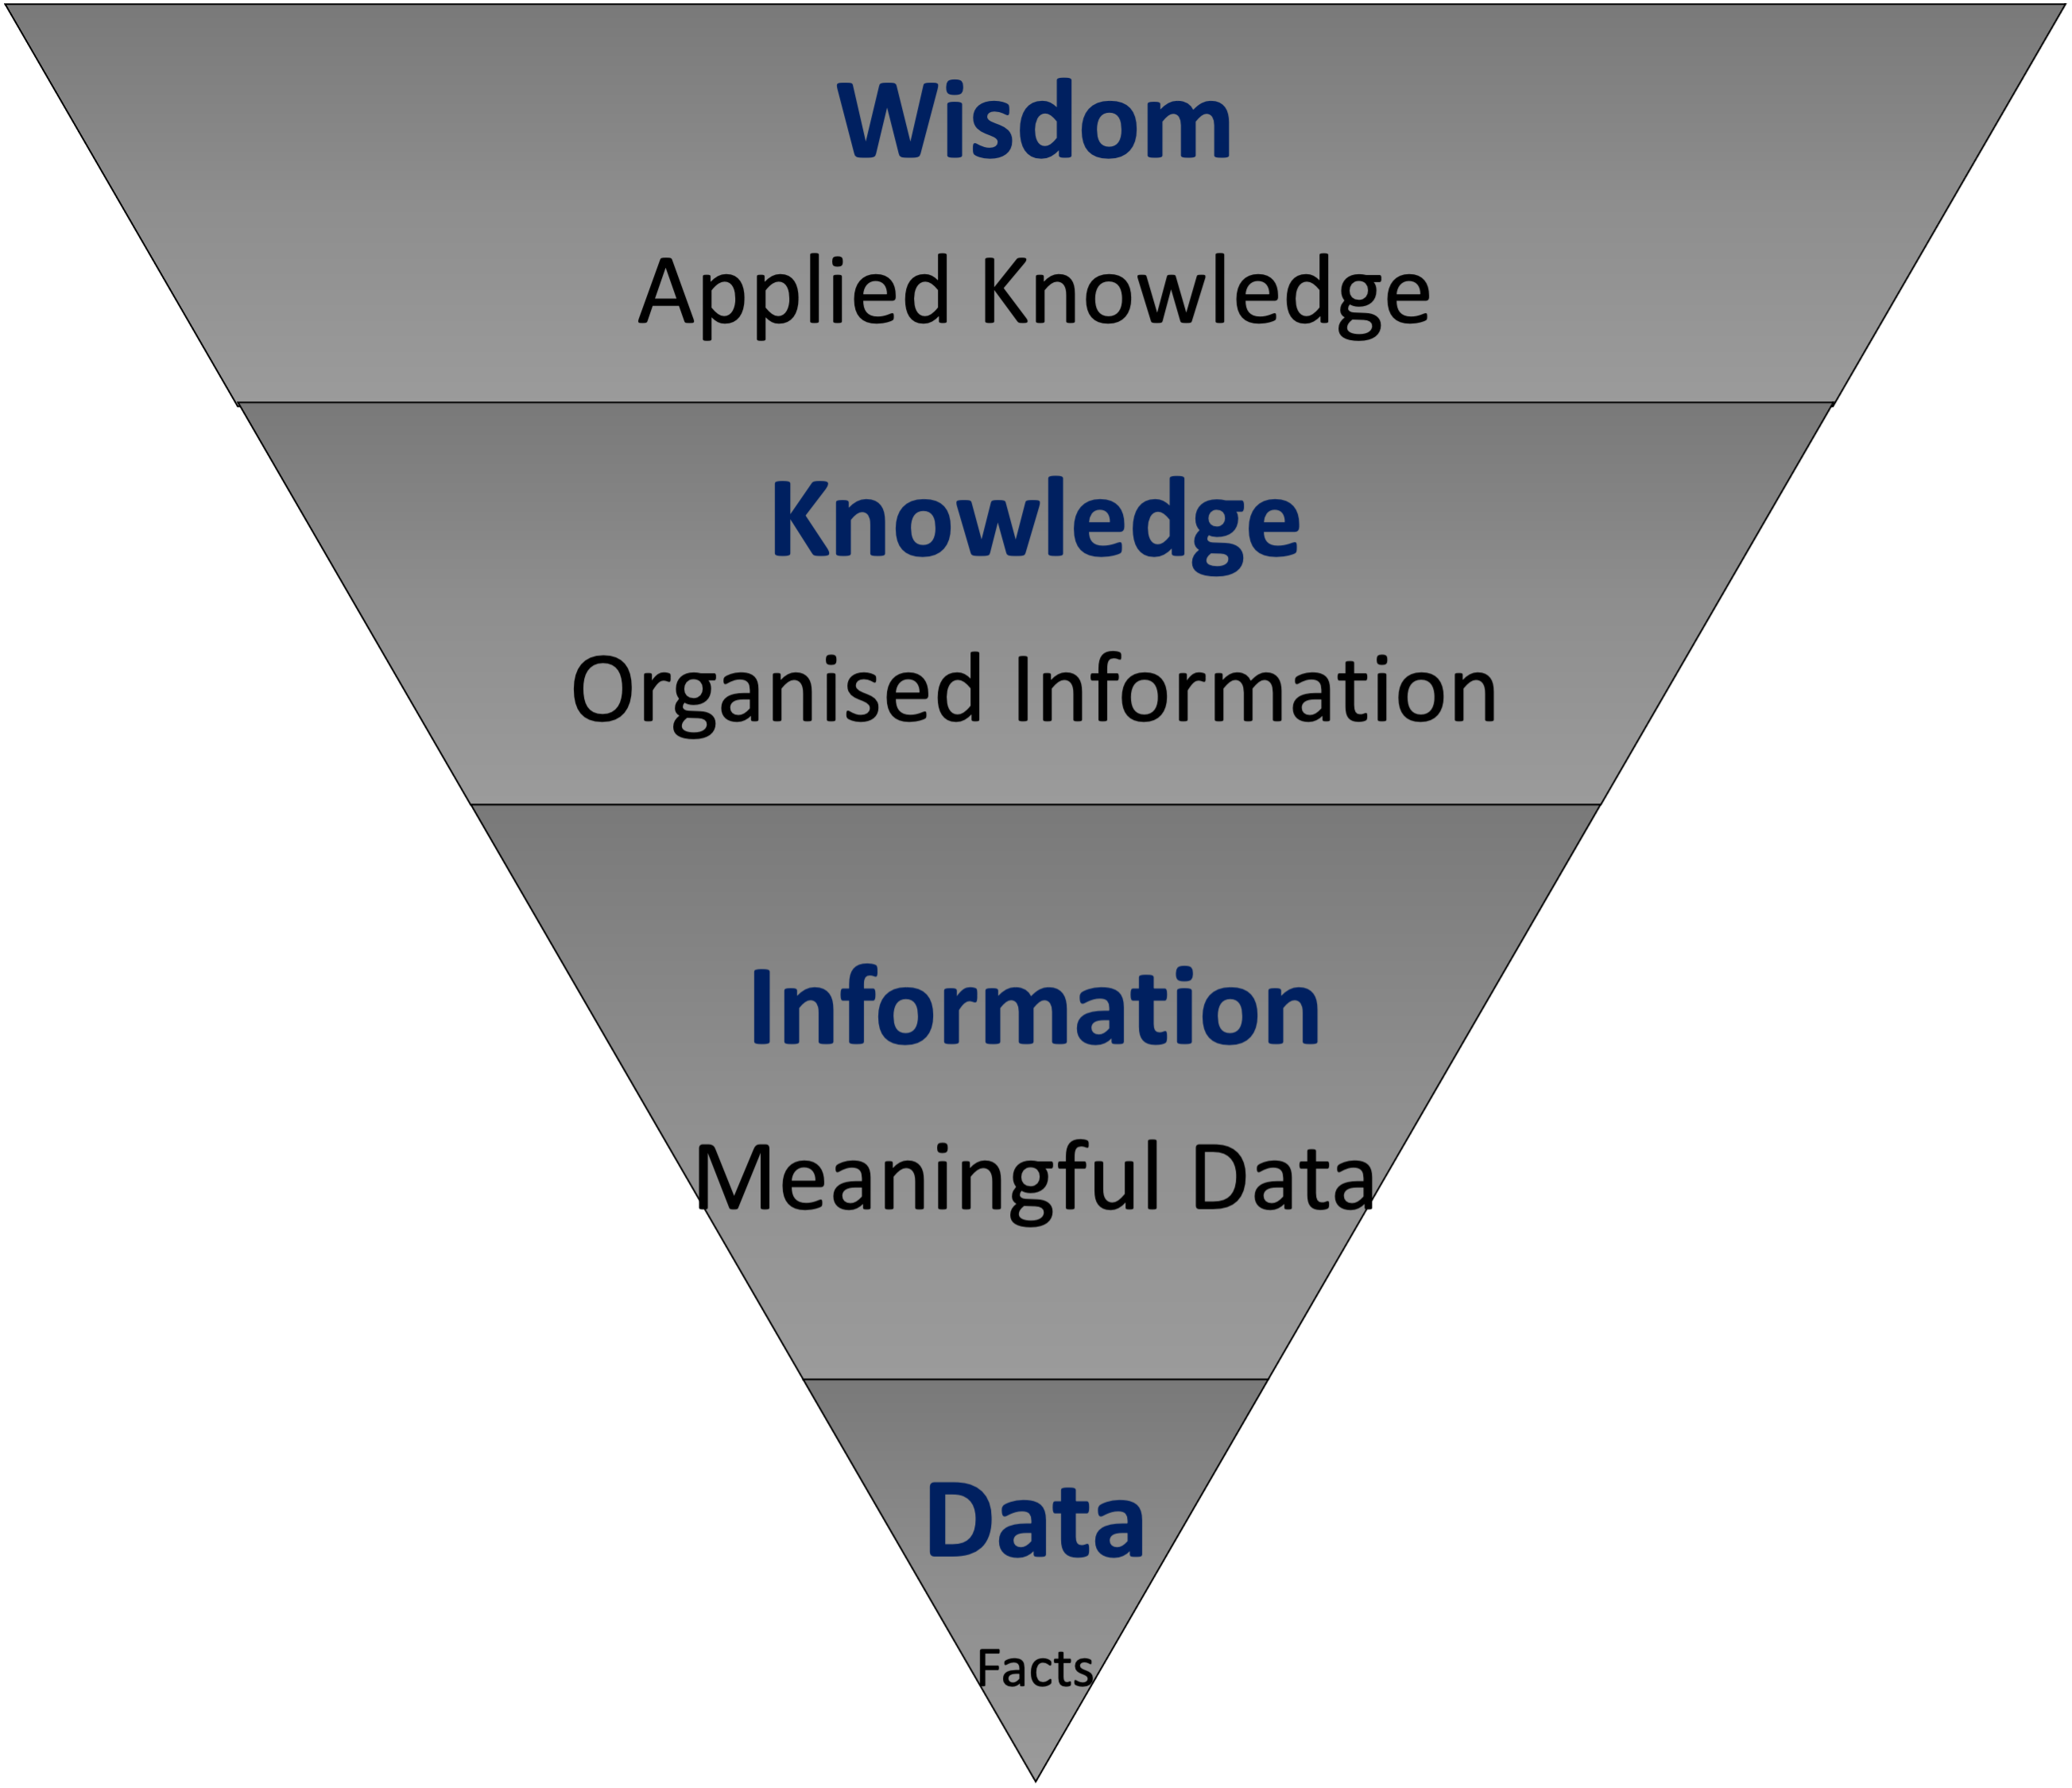 Wisdom
Applied Knowledge
Knowledge
Organised Information
Information
Meaningful Data
Data
Facts